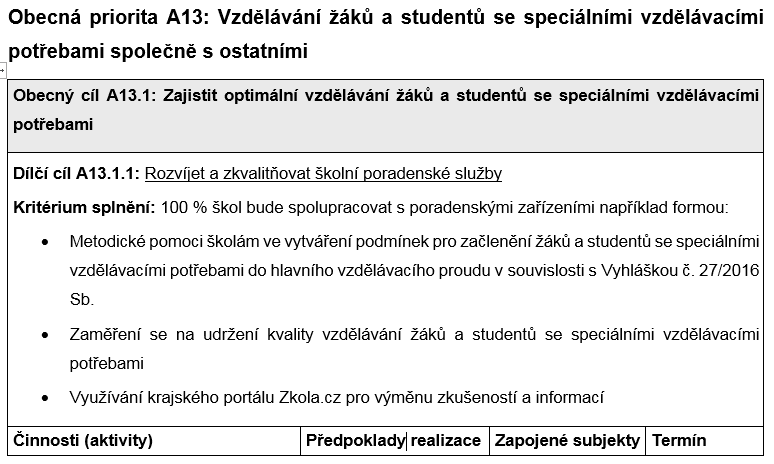 Obecná priorita A13: Vzdělávání žáků a studentů se speciálními vzdělávacími
potřebami společně s ostatními
Obecný cíl A13.1: Zajistit optimální vzdělávání žáků a studentů se speciálními vzdělávacími
potřebami
Dílčí cíl A13.1.1: Rozvíjet a zkvalitňovat školní poradenské služby
Kritérium splnění: 100 % škol bude spolupracovat s poradenskými zařízeními například formou:
• Metodické pomoci školám ve vytváření podmínek pro začlenění žáků a studentů se speciálními
vzdělávacími potřebami do hlavního vzdělávacího proudu v souvislosti s Vyhláškou č. 27/2016
Sb.
• Zaměření se na udržení kvality vzdělávání žáků a studentů se speciálními vzdělávacími
potřebami
• Využívání krajského portálu Zkola.cz pro výměnu zkušeností a informací
Činnosti (aktivity) Předpoklady realizace Zapojené subjekty Termín